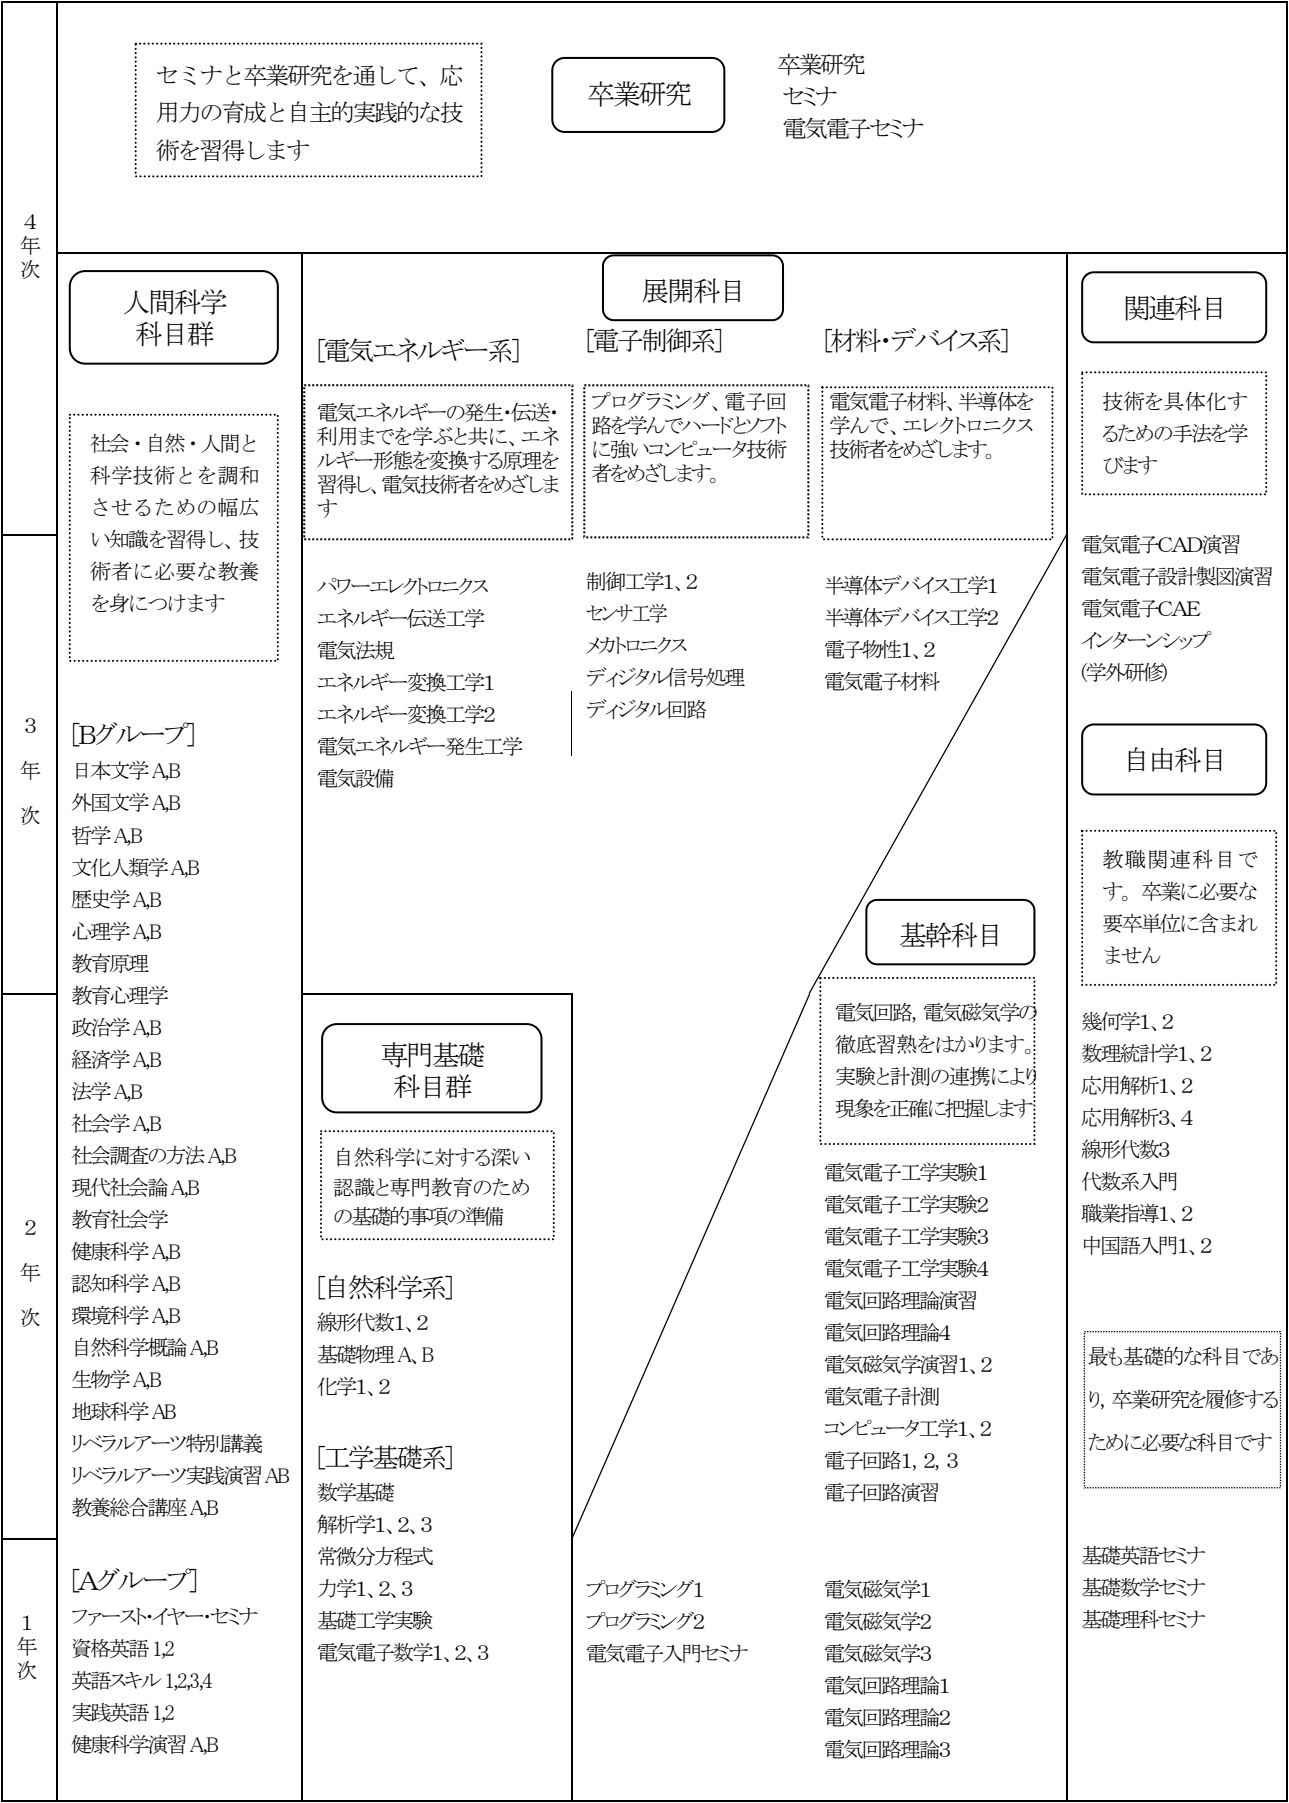 セミナと卒業研究を通して、応
用力の育成と自主的実践的な技
術を習得します
卒業研究
卒業研究
セミナ
電気電子セミナ
4
年
次
人間科学
科目群
社会・自然・人間と
科学技術とを調和
させるための幅広
い知識を習得し、技
術者に必要な教養
を身につけます
[Bグループ]
日本文学 A,B
外国文学 A,B
哲学 A,B
文化人類学 A,B
歴史学 A,B
心理学 A,B
教育原理
教育心理学
政治学 A,B
経済学 A,B
法学 A,B
社会学 A,B
社会調査の方法 A,B
現代社会論 A,B
教育社会学
健康科学 A,B
認知科学 A,B
環境科学 A,B
自然科学概論 A,B
生物学 A,B
地球科学 AB
リベラルアーツ特別講義
リベラルアーツ実践演習 AB
教養総合講座 A,B
[Aグループ]
ファースト・イヤー・セミナ
資格英語 1,2
英語スキル 1,2,3,4
実践英語 1,2
健康科学演習 A,B
展開科目
[電気エネルギー系]
電気エネルギーの発生・伝送・
利用までを学ぶと共に、エネ
ルギー形態を変換する原理を
習得し、電気技術者をめざしま
す
パワーエレクトロニクス
エネルギー伝送工学
電気法規
エネルギー変換工学1
エネルギー変換工学2
電気エネルギー発生工学
電気設備
[電子制御系]
プログラミング、電子回
路を学んでハードとソフト
に強いコンピュータ技術
者をめざします。
制御工学1、2
センサ工学
メカトロニクス
ディジタル信号処理
ディジタル回路
[材料・デバイス系]
電気電子材料、半導体を
学んで、エレクトロニクス
技術者をめざします。
半導体デバイス工学1
半導体デバイス工学2
電子物性1、2
電気電子材料
関連科目
技術を具体化す
るための手法を学
びます
電気電子CAD演習
電気電子設計製図演習
電気電子CAE
インターンシップ
(学外研修)
3
年
次
自由科目
教職関連科目で
す。卒業に必要な
要卒単位に含まれ
ません
幾何学1、2
数理統計学1、2
応用解析1、2
応用解析3、4
線形代数3
代数系入門
職業指導1、2
中国語入門1、2
最も基礎的な科目であ
り, 卒業研究を履修する
ために必要な科目です
基礎英語セミナ
基礎数学セミナ
基礎理科セミナ
2
年
次
専門基礎
科目群
自然科学に対する深い
認識と専門教育のため
の基礎的事項の準備
[自然科学系]
線形代数1、2
基礎物理 A、B
化学1、2
[工学基礎系]
数学基礎
解析学1、2、3
常微分方程式
力学1、2、3
基礎工学実験
電気電子数学1、2、3
基幹科目
電気回路, 電気磁気学の
徹底習熟をはかります。
実験と計測の連携により
現象を正確に把握します
電気電子工学実験1
電気電子工学実験2
電気電子工学実験3
電気電子工学実験4
電気回路理論演習
電気回路理論4
電気磁気学演習1、2
電気電子計測
コンピュータ工学1、2
電子回路1, 2, 3
電子回路演習
1
年
次
プログラミング1
プログラミング2
電気電子入門セミナ
電気磁気学1
電気磁気学2
電気磁気学3
電気回路理論1
電気回路理論2
電気回路理論3